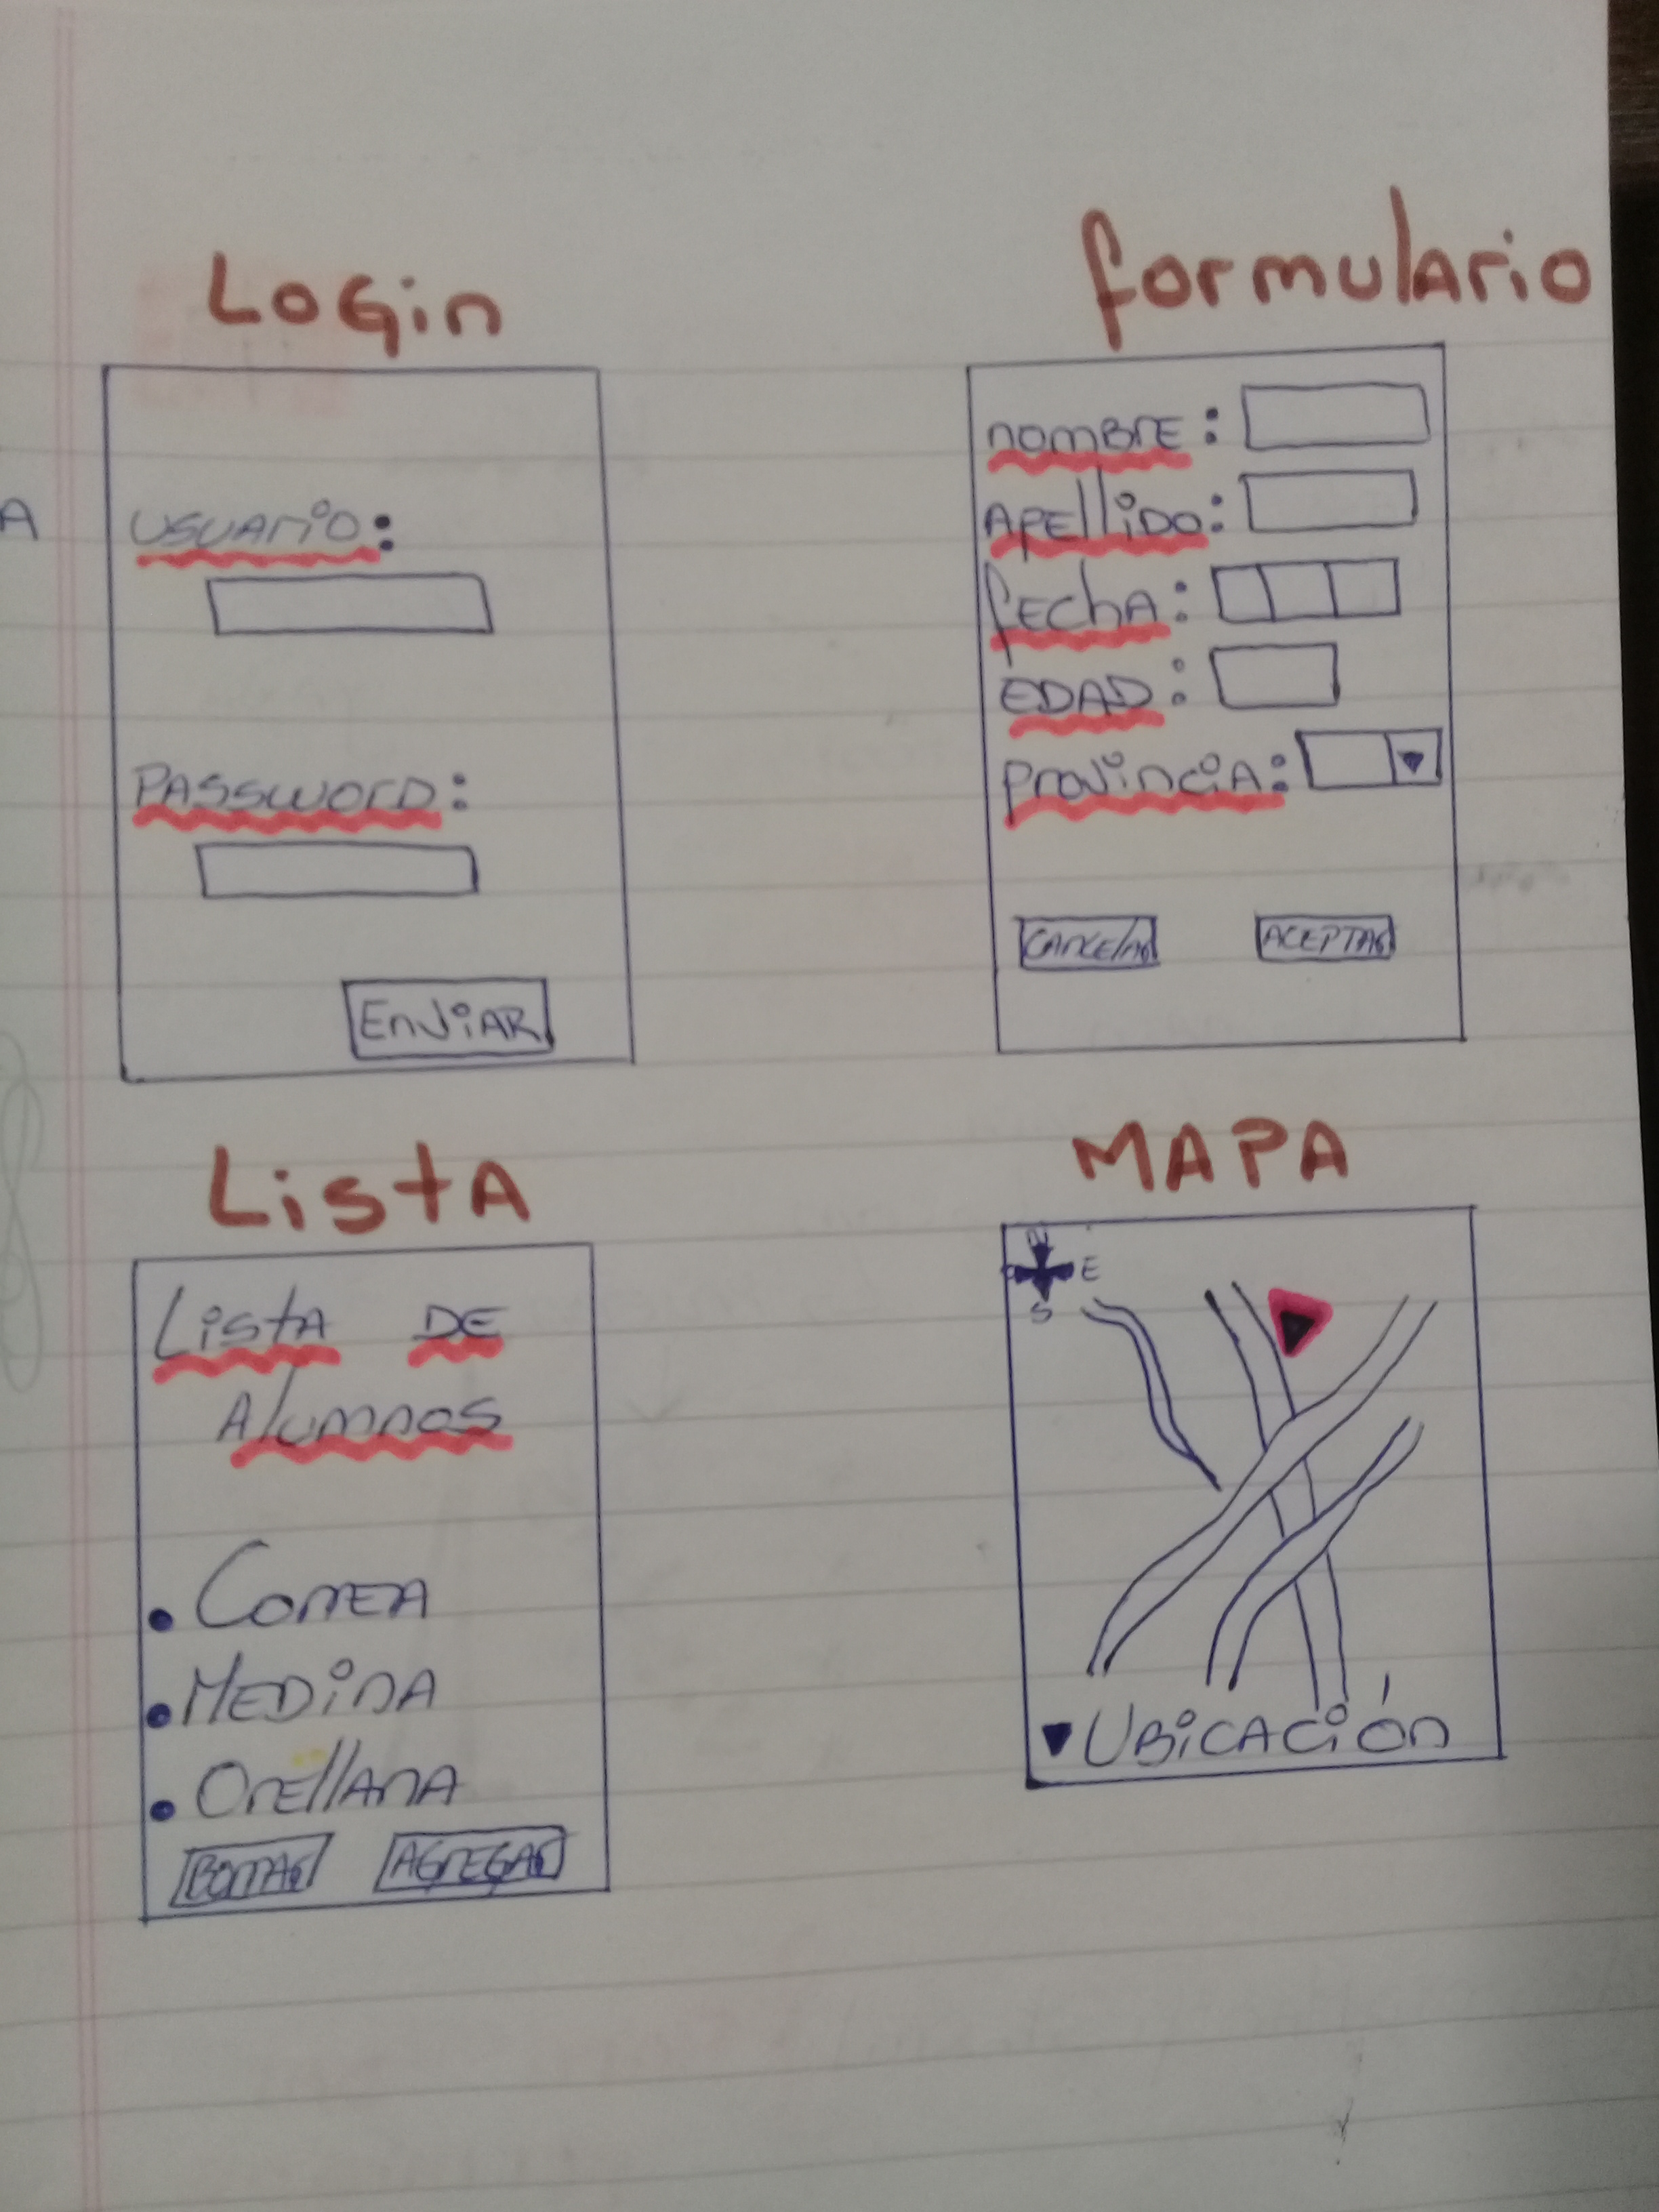 A
Login
Usuario:
Password:
Enviar
formulario
nombre:
Apellido:
fecha:
Edad:
Provincia:
Cancelar
Aceptar
Lista
Lista de
Alumnos
• Correa
• Medina
• Orellana
Borrar Agregar
MAPA
N
O E
S
▼ Ubicación